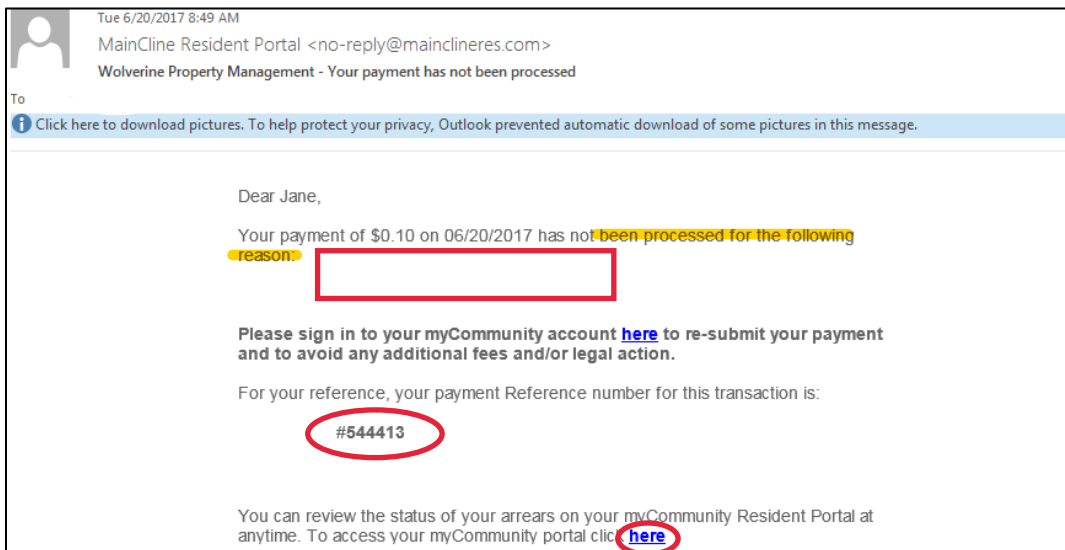 Tue 6/20/2017 8:49 AM
MainCline Resident Portal <no-reply@mainclineres.com>
Wolverine Property Management - Your payment has not been processed
To
Click here to download pictures. To help protect your privacy, Outlook prevented automatic download of some pictures in this message.
Dear Jane,
Your payment of $0.10 on 06/20/2017 has not been processed for the following
reason:
Please sign in to your myCommunity account here to re-submit your payment
and to avoid any additional fees and/or legal action.
For your reference, your payment Reference number for this transaction is:
#544413
You can review the status of your arrears on your myCommunity Resident Portal at
anytime. To access your myCommunity portal click here